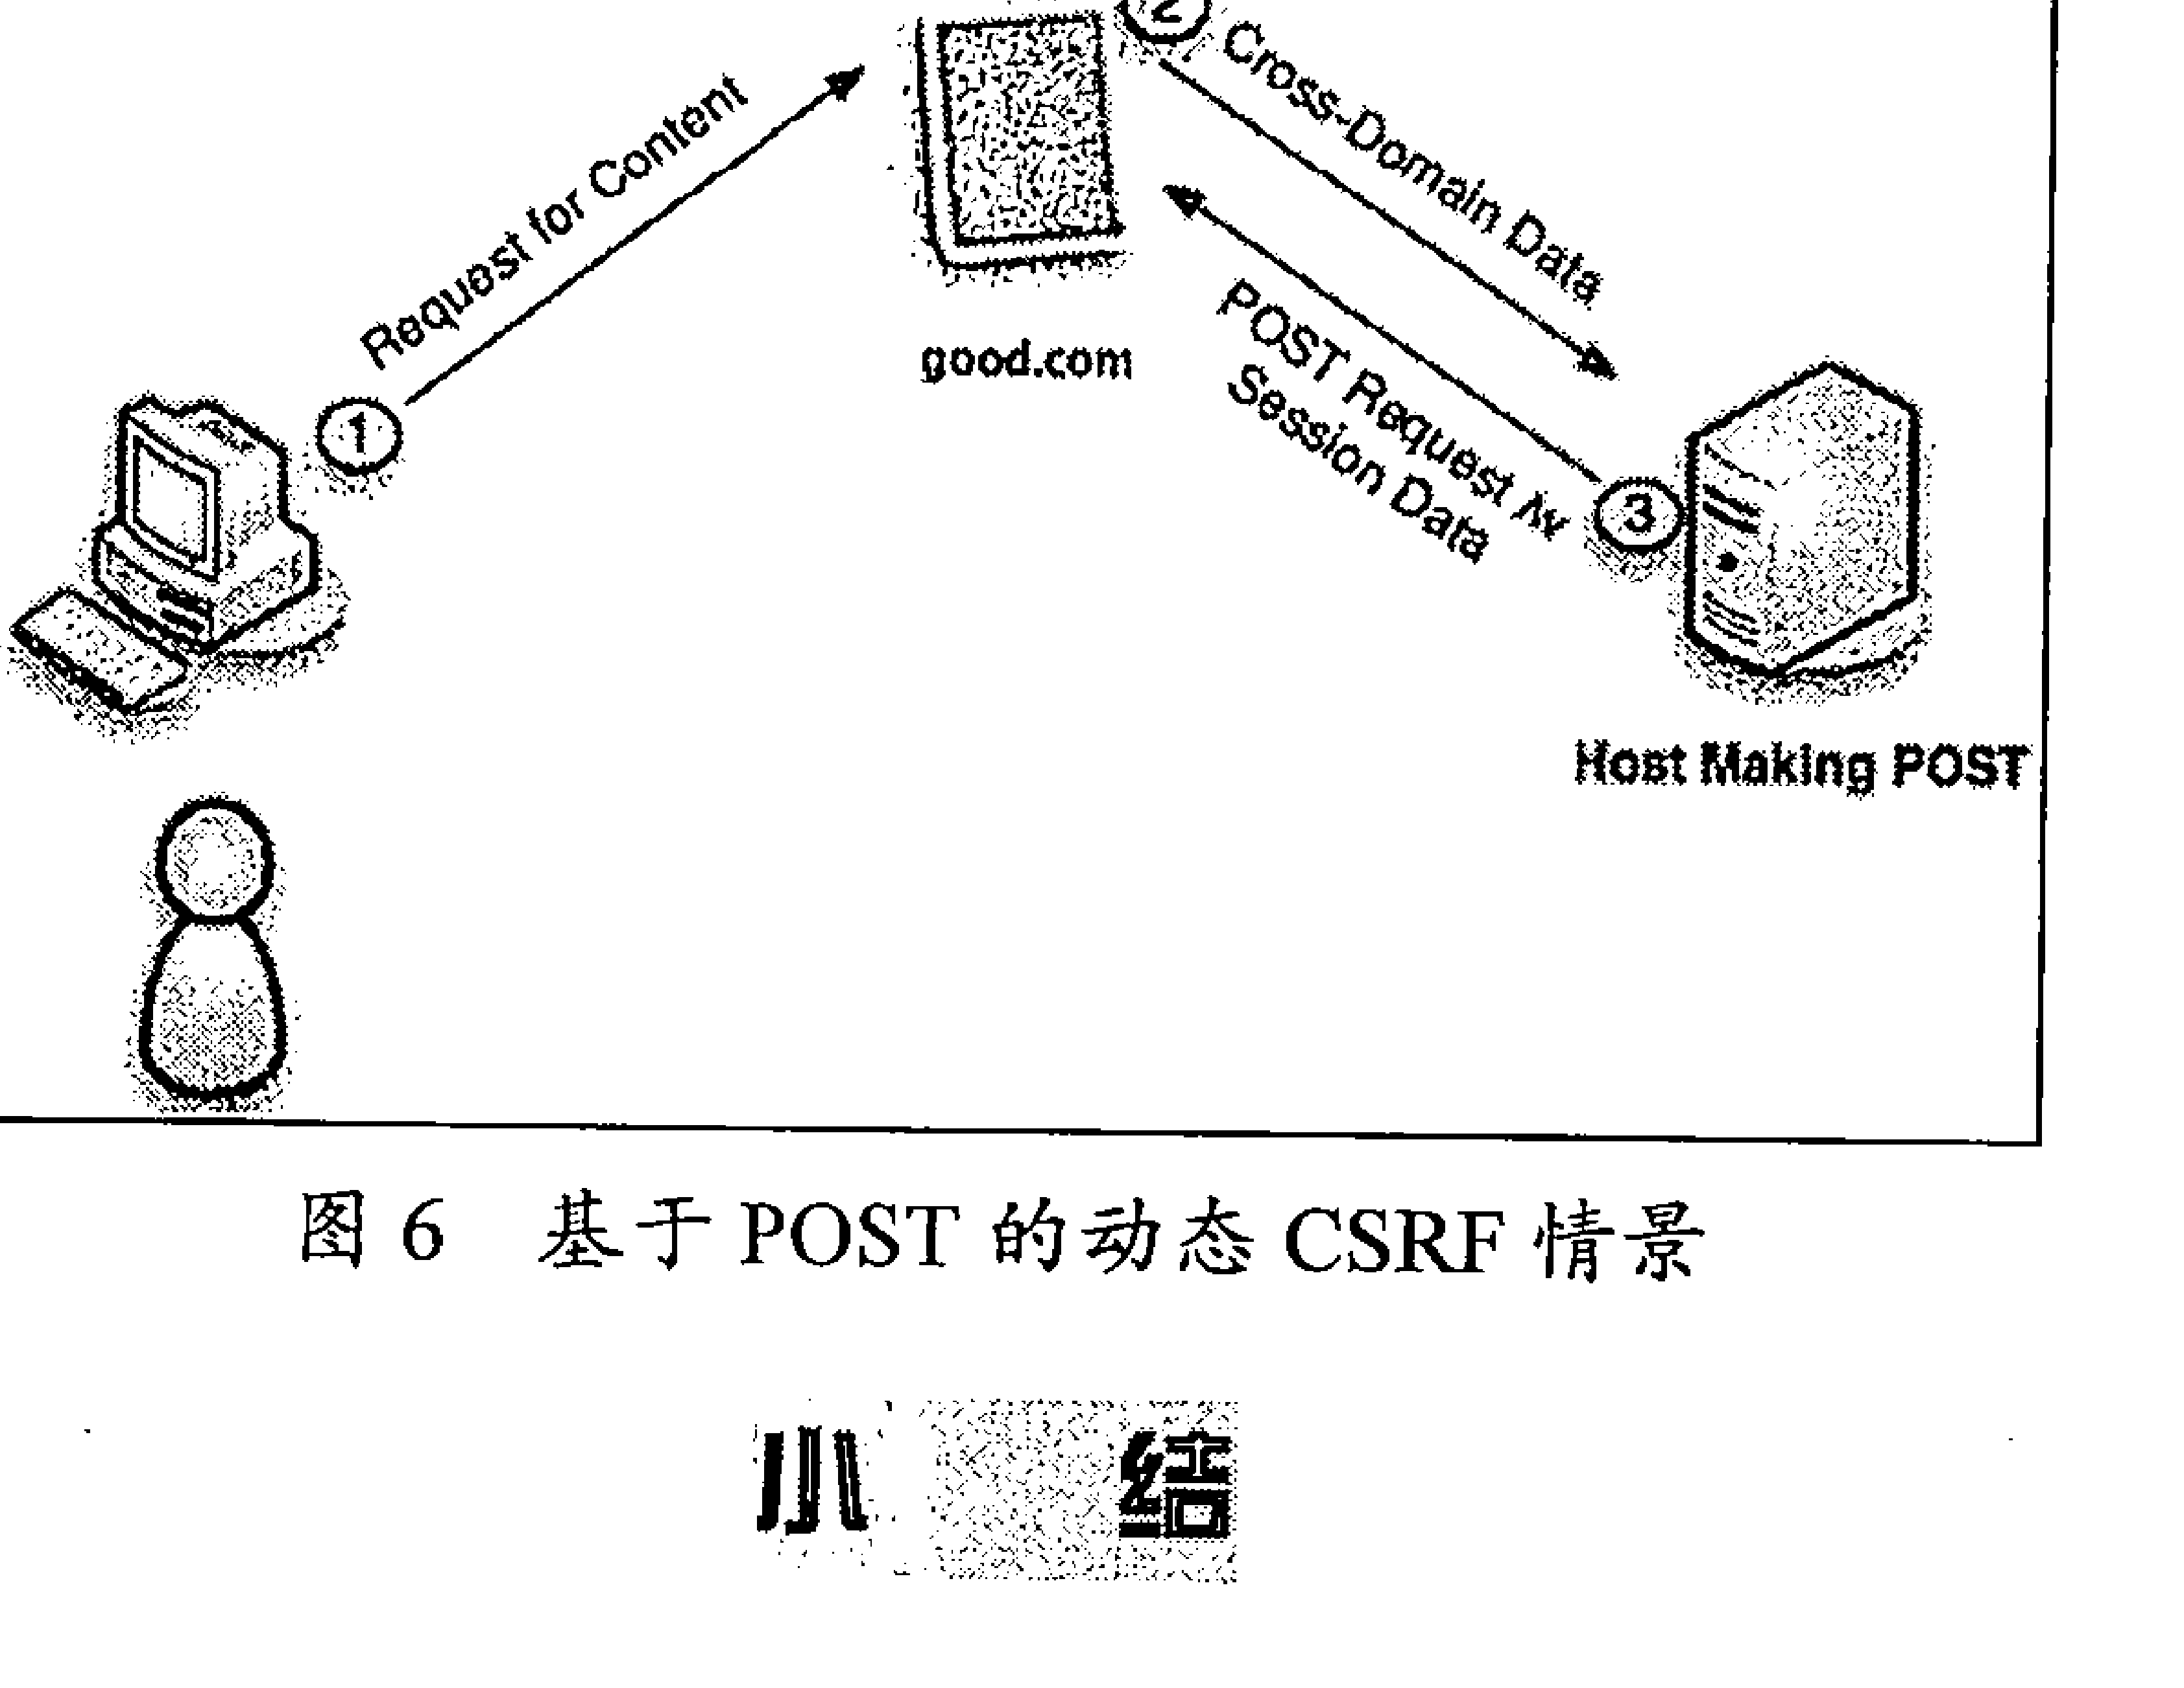 ②
Cross-Domain Data
Request for Content
good.com
POST Request w
Session Data
①
③
Host Making POST
图 6 基于 POST 的动态 CSRF 情景
小 结